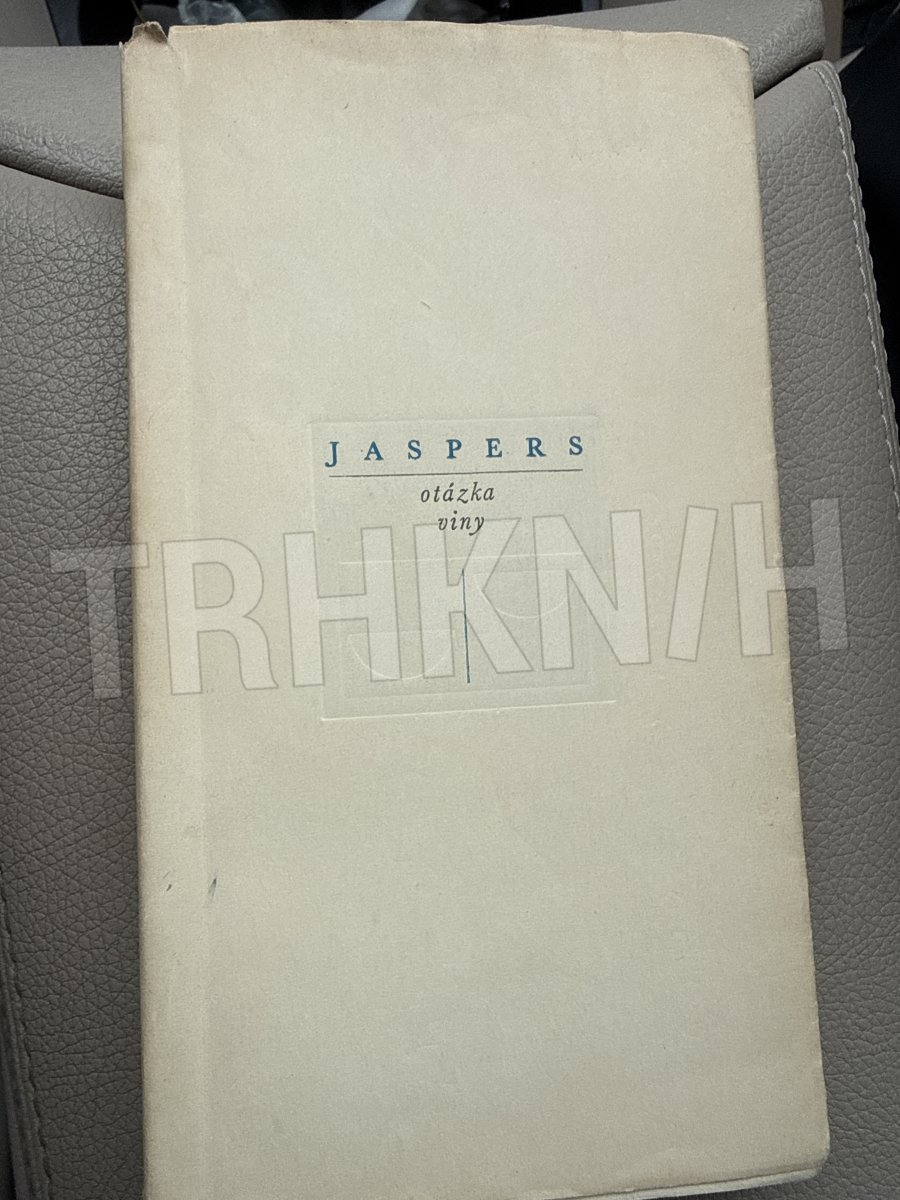 JASPERS
otázka
viny
TRHKNIH